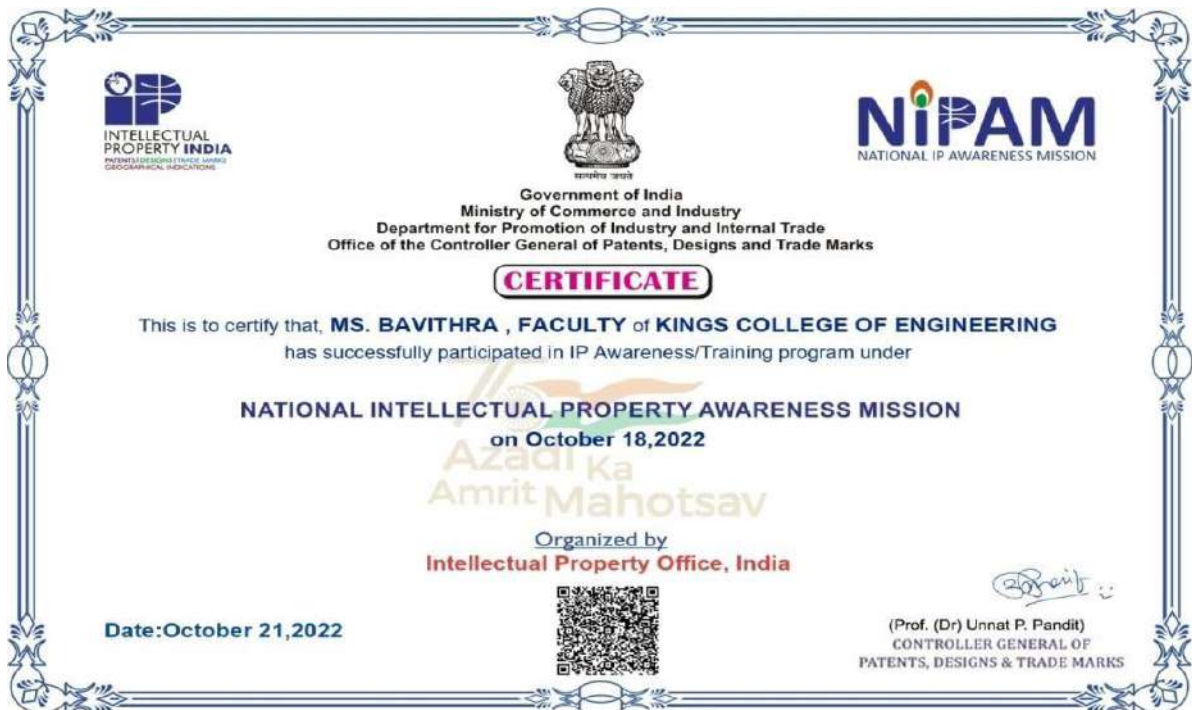 INTELLECTUAL
PROPERTY INDIA
PATENTS | DESIGNS | TRADE MARKS
GEOGRAPHICAL INDICATIONS
सत्यमेव जयते
NiPAM
NATIONAL IP AWARENESS MISSION
Government of India
Ministry of Commerce and Industry
Department for Promotion of Industry and Internal Trade
Office of the Controller General of Patents, Designs and Trade Marks
CERTIFICATE
This is to certify that, MS. BAVITHRA , FACULTY of KINGS COLLEGE OF ENGINEERING
has successfully participated in IP Awareness/Training program under
NATIONAL INTELLECTUAL PROPERTY AWARENESS MISSION
on October 18,2022
Azadi Ka
Amrit Mahotsav
Organized by
Intellectual Property Office, India
Date:October 21,2022
(Prof. (Dr) Unnat P. Pandit)
CONTROLLER GENERAL OF
PATENTS, DESIGNS & TRADE MARKS